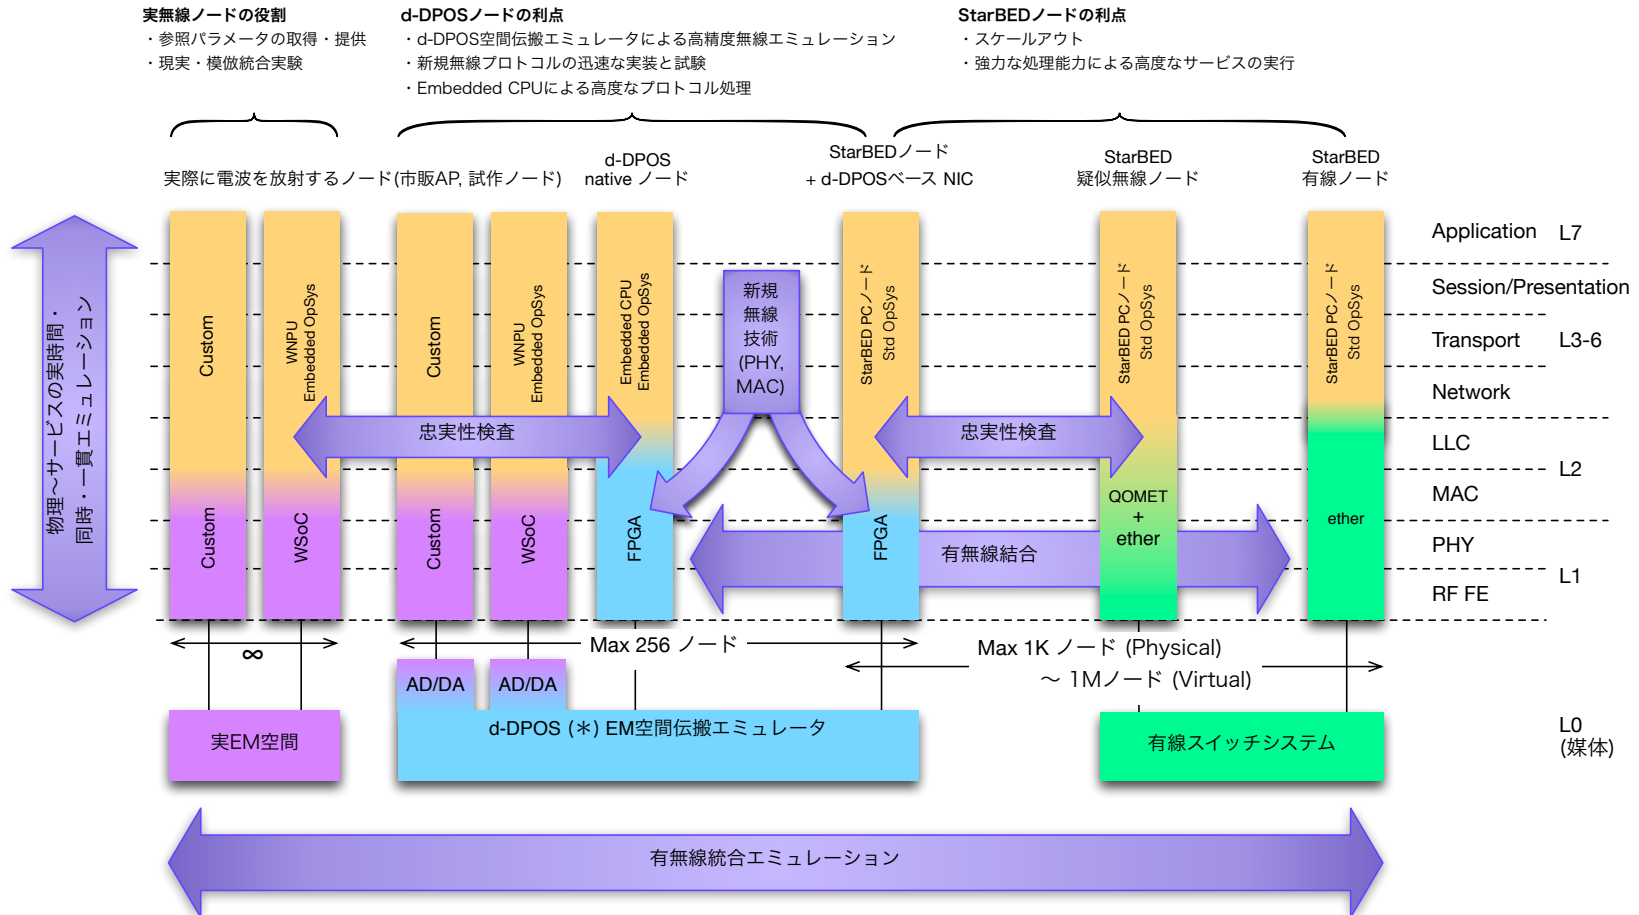 実無線ノードの役割
・参照パラメータの取得・提供
・現実・模倣統合実験
d-DPOSノードの利点
・d-DPOS空間伝搬エミュレータによる高精度無線エミュレーション
・新規無線プロトコルの迅速な実装と試験
・Embedded CPUによる高度なプロトコル処理
StarBEDノードの利点
・スケールアウト
・強力な処理能力による高度なサービスの実行
実際に電波を放射するノード(市販AP, 試作ノード)
d-DPOS
native ノード
StarBEDノード
+ d-DPOSベース NIC
StarBED
疑似無線ノード
StarBED
有線ノード
物理〜サービスの実時間・
同時・一貫エミュレーション
Custom
Custom
WNPU
Embedded OpSys
WSoC
Custom
Custom
WNPU
Embedded OpSys
WSoC
Embedded CPU
Embedded OpSys
FPGA
新規
無線
技術
(PHY,
MAC)
StarBED PCノード
Std OpSys
FPGA
StarBED PCノード
Std OpSys
QOMET
+
ether
StarBED PCノード
Std OpSys
ether
忠実性検査
忠実性検査
有無線結合
Application L7
Session/Presentation
Transport L3-6
Network
LLC
L2
MAC
PHY
L1
RF FE
∞
Max 256 ノード
Max 1K ノード (Physical)
〜 1Mノード (Virtual)
AD/DA
AD/DA
実EM空間
d-DPOS (＊) EM空間伝搬エミュレータ
有線スイッチシステム
L0
(媒体)
有無線統合エミュレーション